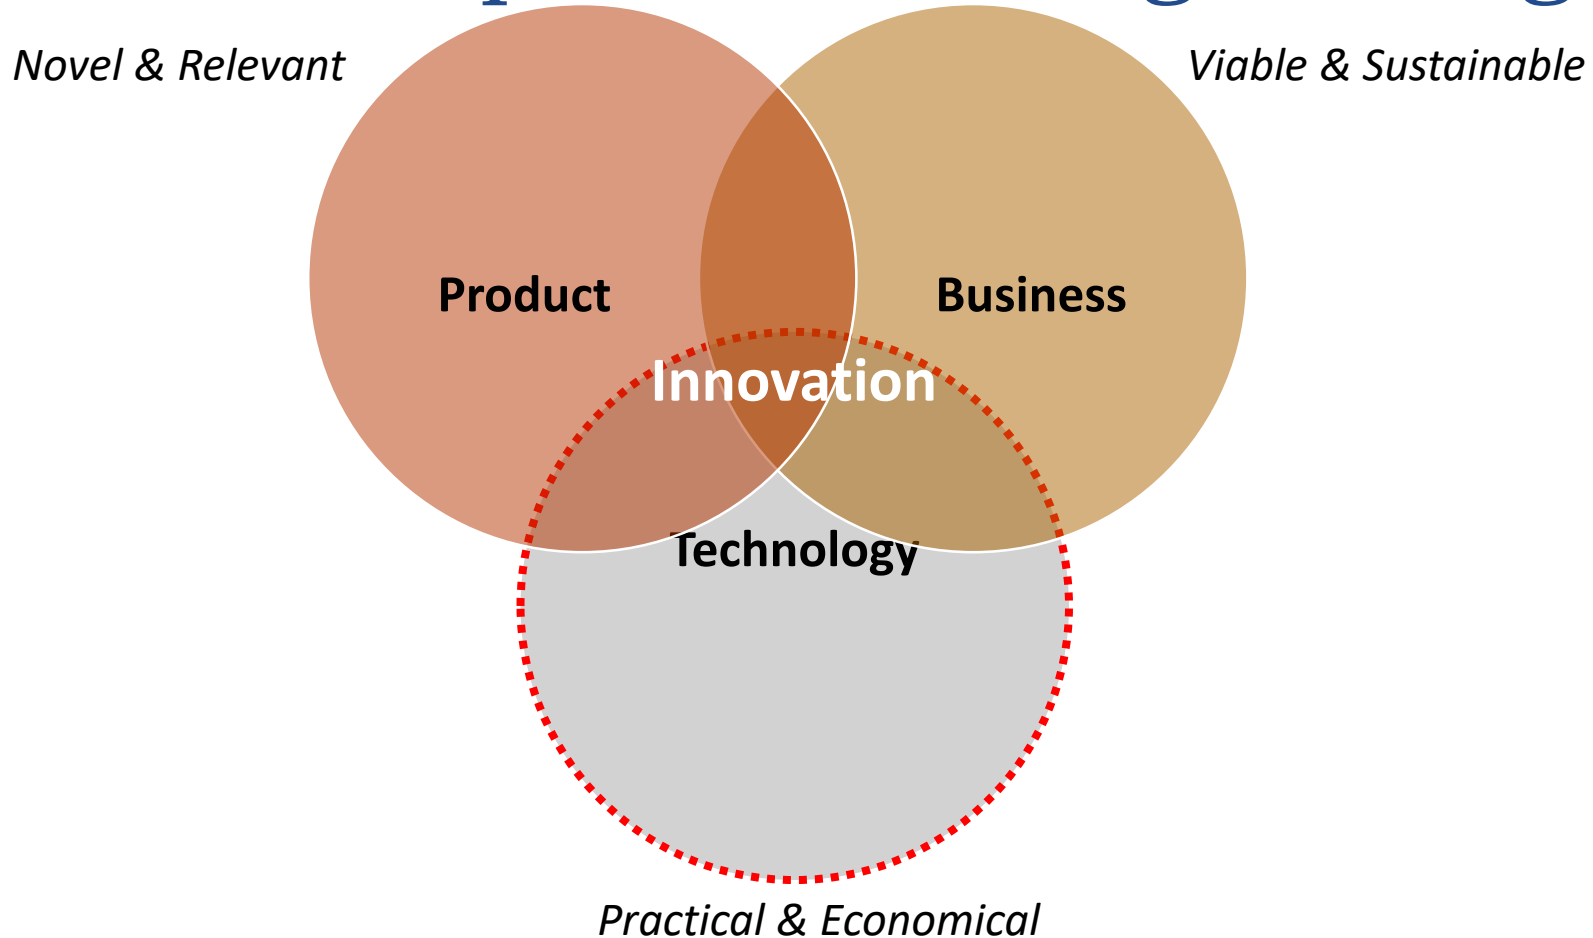 Novel & Relevant
Viable & Sustainable
Product
Business
Innovation
Technology
Practical & Economical